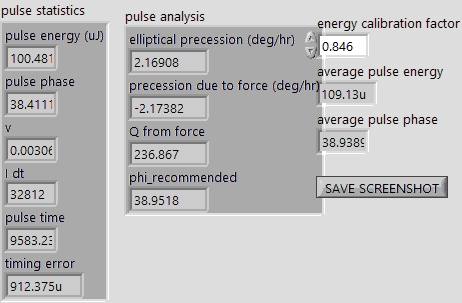 pulse statistics
pulse energy (uJ)
100.481
pulse phase
38.4111
v
0.00306
I dt
32812
pulse time
9583.23
timing error
912.375u
pulse analysis
elliptical precession (deg/hr)
2.16908
precession due to force (deg/hr)
-2.17382
Q from force
236.867
phi_recommended
38.9518
energy calibration factor
0.846
average pulse energy
109.13u
average pulse phase
38.9389
SAVE SCREENSHOT